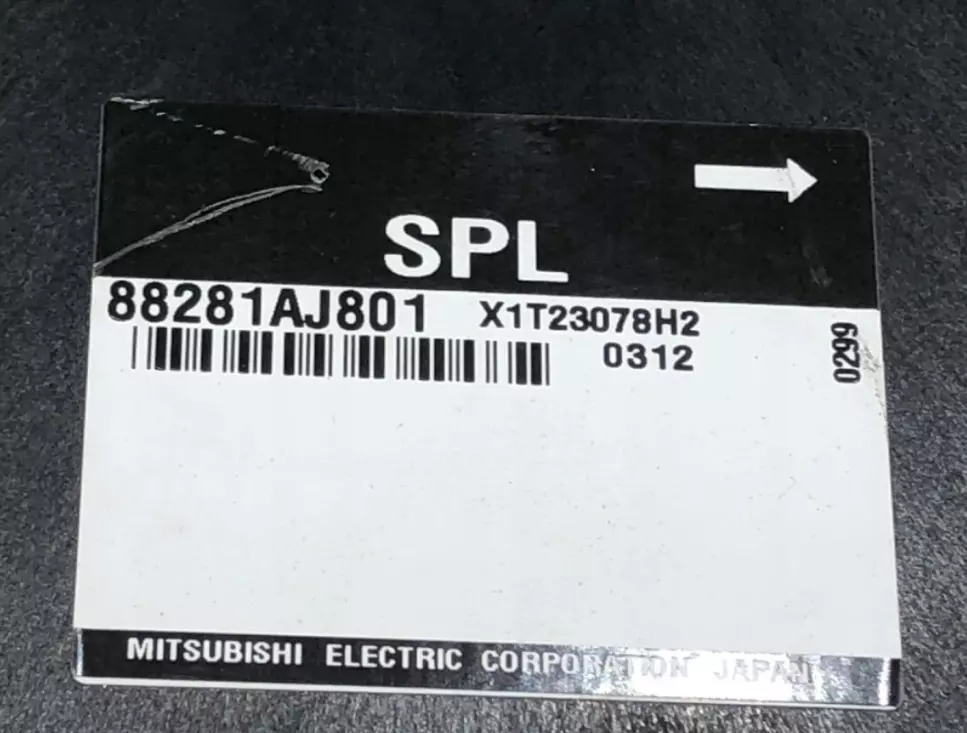 SPL
88281AJ801 X1T23078H2
0312
0299
MITSUBISHI ELECTRIC CORPORATION JAPAN